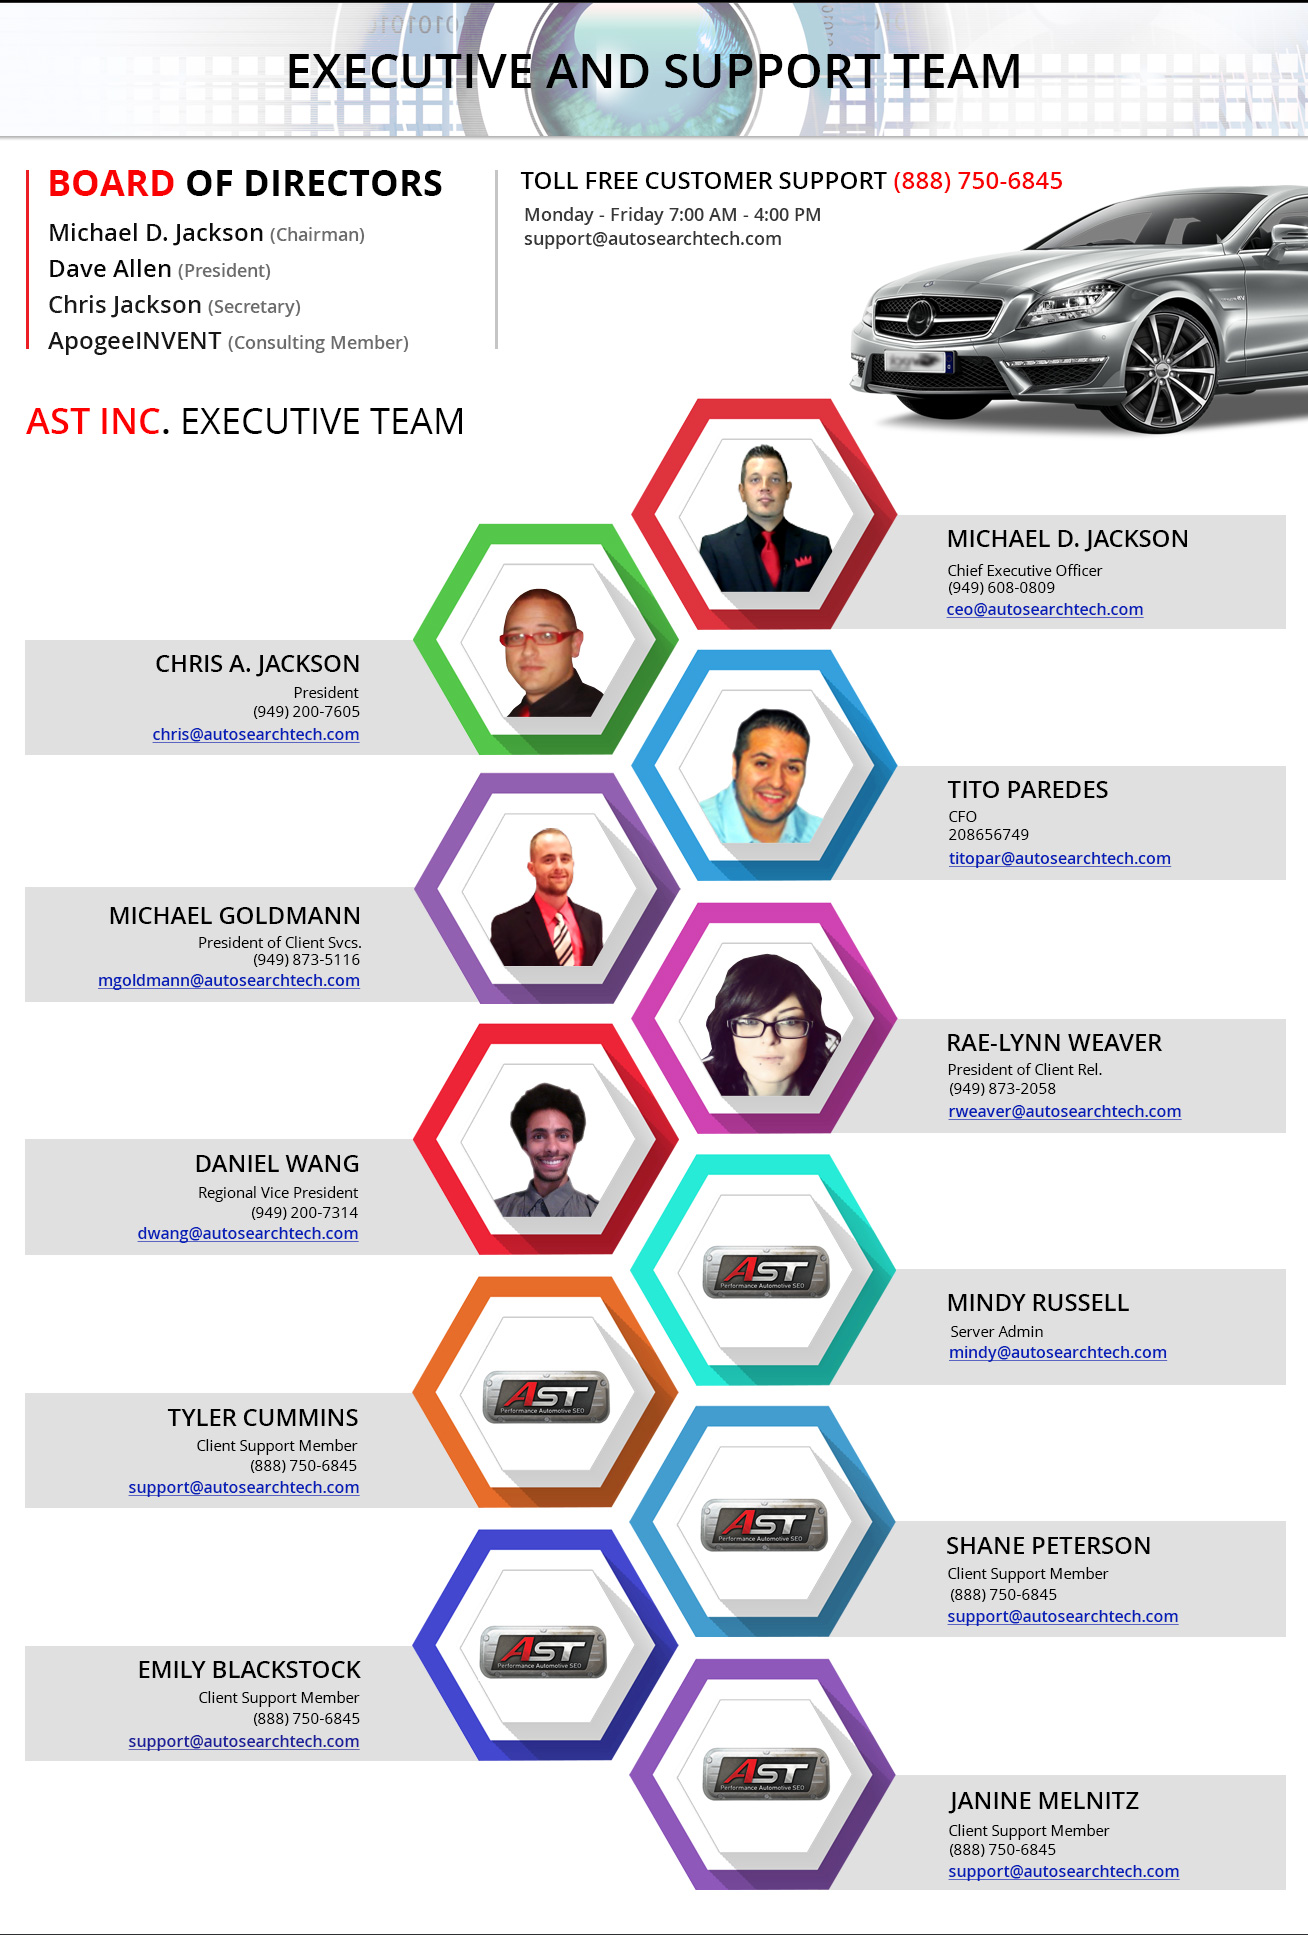 EXECUTIVE AND SUPPORT TEAM
BOARD OF DIRECTORS
Michael D. Jackson (Chairman)
Dave Allen (President)
Chris Jackson (Secretary)
ApogeeINVENT (Consulting Member)
TOLL FREE CUSTOMER SUPPORT (888) 750-6845
Monday - Friday 7:00 AM - 4:00 PM
support@autosearchtech.com
AST INC. EXECUTIVE TEAM
MICHAEL D. JACKSON
Chief Executive Officer
(949) 608-0809
ceo@autosearchtech.com
CHRIS A. JACKSON
President
(949) 200-7605
chris@autosearchtech.com
TITO PAREDES
CFO
208656749
titopar@autosearchtech.com
MICHAEL GOLDMANN
President of Client Svcs.
(949) 873-5116
mgoldmann@autosearchtech.com
RAE-LYNN WEAVER
President of Client Rel.
(949) 873-2058
rweaver@autosearchtech.com
DANIEL WANG
Regional Vice President
(949) 200-7314
dwang@autosearchtech.com
AST
Performance Automotive SEO
MINDY RUSSELL
Server Admin
mindy@autosearchtech.com
AST
Performance Automotive SEO
TYLER CUMMINS
Client Support Member
(888) 750-6845
support@autosearchtech.com
AST
Performance Automotive SEO
SHANE PETERSON
Client Support Member
(888) 750-6845
support@autosearchtech.com
AST
Performance Automotive SEO
EMILY BLACKSTOCK
Client Support Member
(888) 750-6845
support@autosearchtech.com
AST
Performance Automotive SEO
JANINE MELNITZ
Client Support Member
(888) 750-6845
support@autosearchtech.com